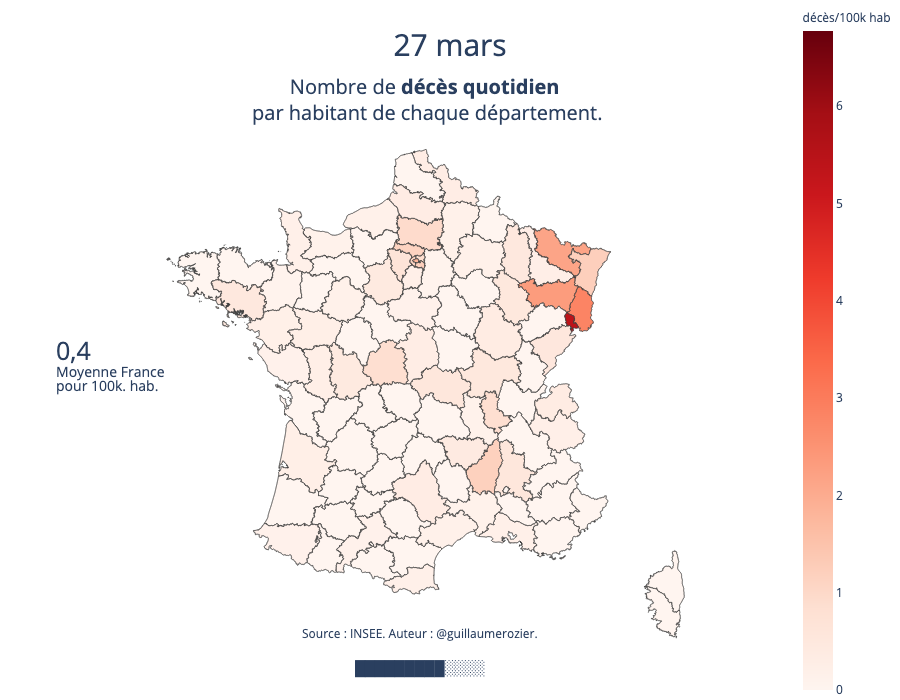 décès/100k hab
27 mars
Nombre de décès quotidien
par habitant de chaque département.
6
5
4
3
2
1
0
0,4
Moyenne France
pour 100k. hab.
Source : INSEE. Auteur : @guillaumerozier.